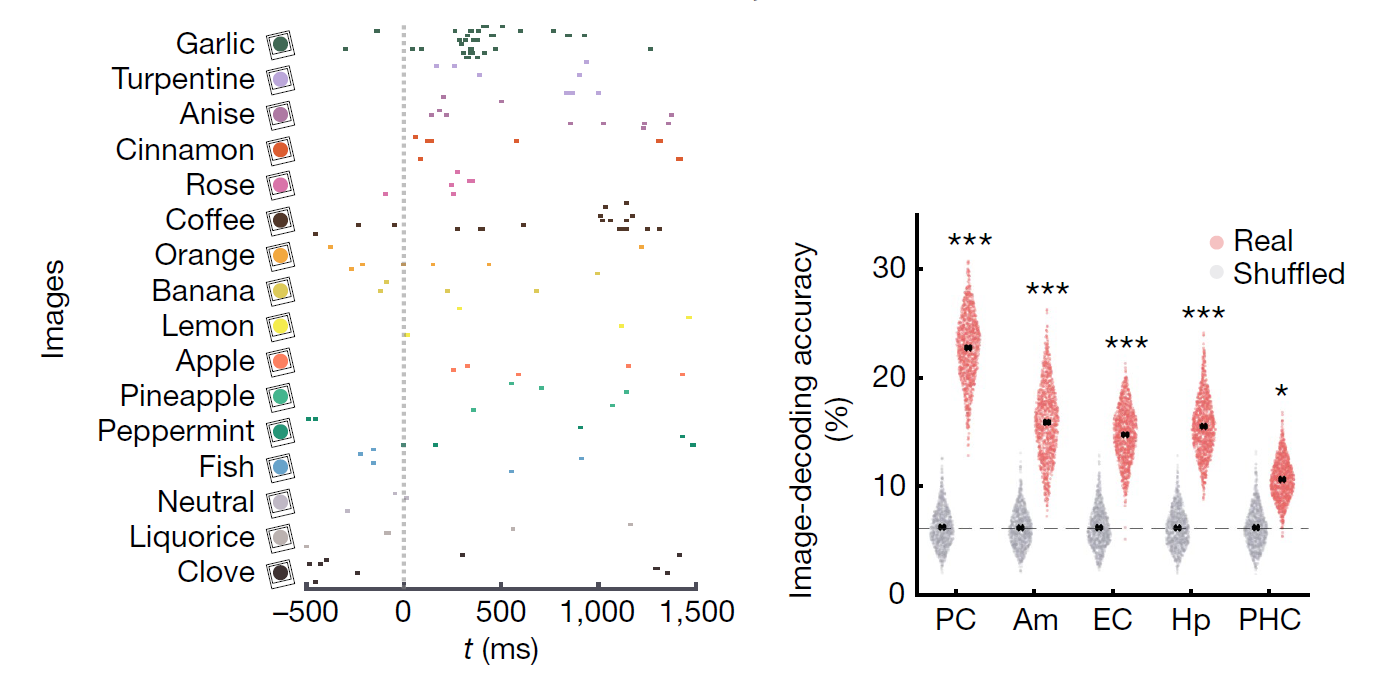 Images
Garlic
Turpentine
Anise
Cinnamon
Rose
Coffee
Orange
Banana
Lemon
Apple
Pineapple
Peppermint
Fish
Neutral
Liquorice
Clove
–500 0 500 1,000 1,500
t (ms)
Image-decoding accuracy
(%)
30
20
10
0
***
***
***
***
*
Real
Shuffled
PC Am EC Hp PHC